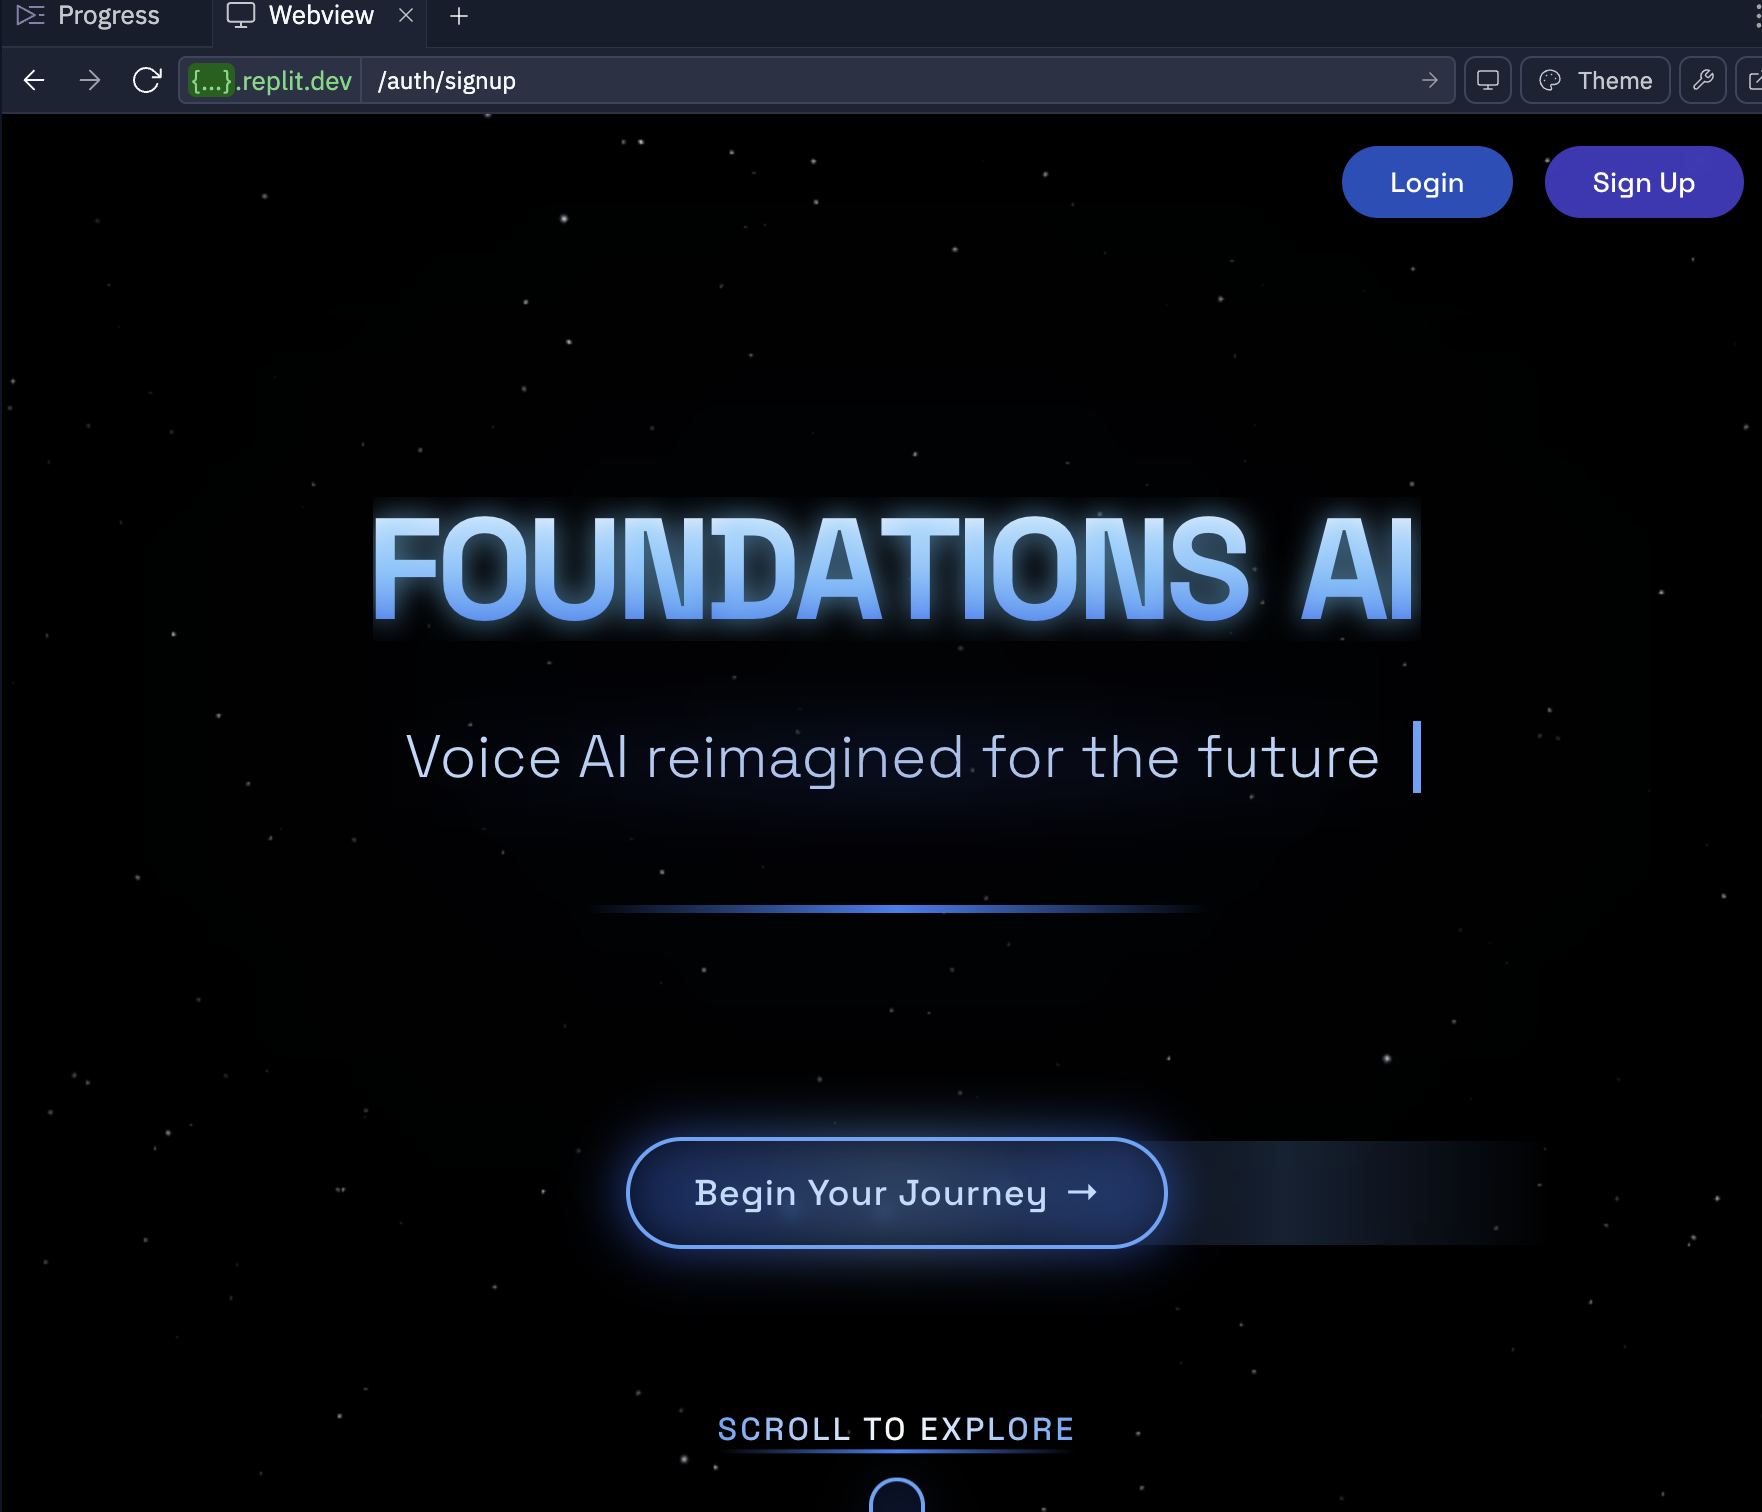 Progress
Webview
{...}.replit.dev /auth/signup
Theme
Login
Sign Up
FOUNDATIONS AI
Voice AI reimagined for the future
Begin Your Journey →
SCROLL TO EXPLORE